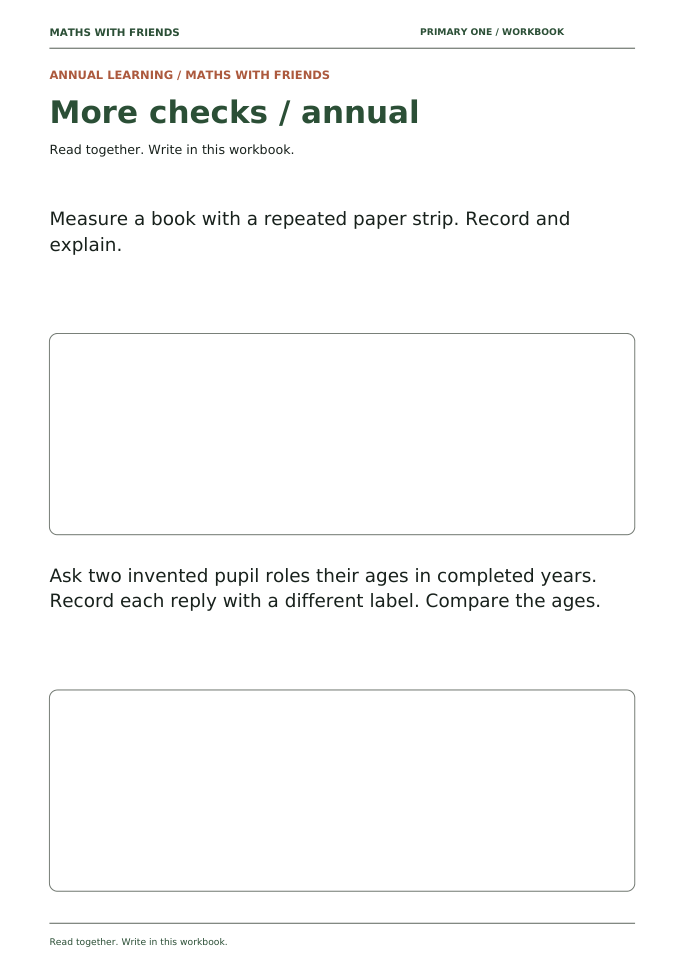 MATHS WITH FRIENDS
PRIMARY ONE / WORKBOOK
ANNUAL LEARNING / MATHS WITH FRIENDS
More checks / annual
Read together. Write in this workbook.
Measure a book with a repeated paper strip. Record and
explain.
Ask two invented pupil roles their ages in completed years.
Record each reply with a different label. Compare the ages.
Read together. Write in this workbook.